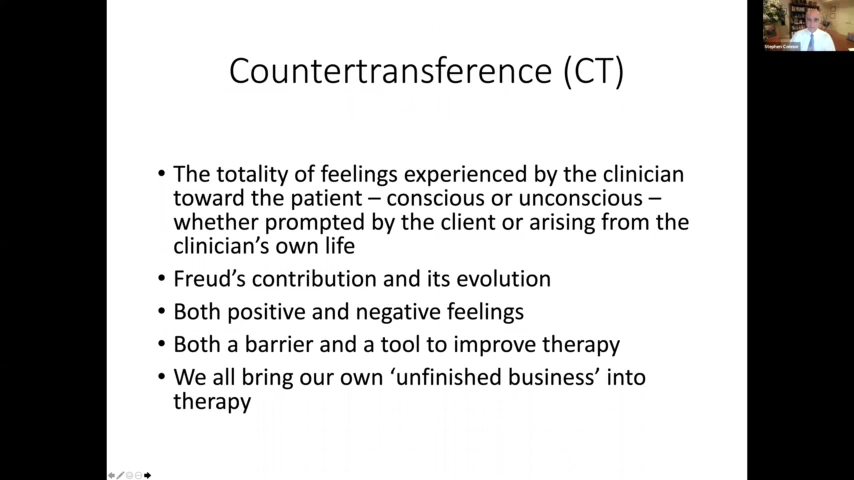 Countertransference (CT)
• The totality of feelings experienced by the clinician
toward the patient – conscious or unconscious –
whether prompted by the client or arising from the
clinician's own life
• Freud's contribution and its evolution
• Both positive and negative feelings
• Both a barrier and a tool to improve therapy
• We all bring our own 'unfinished business' into
therapy
Stephen